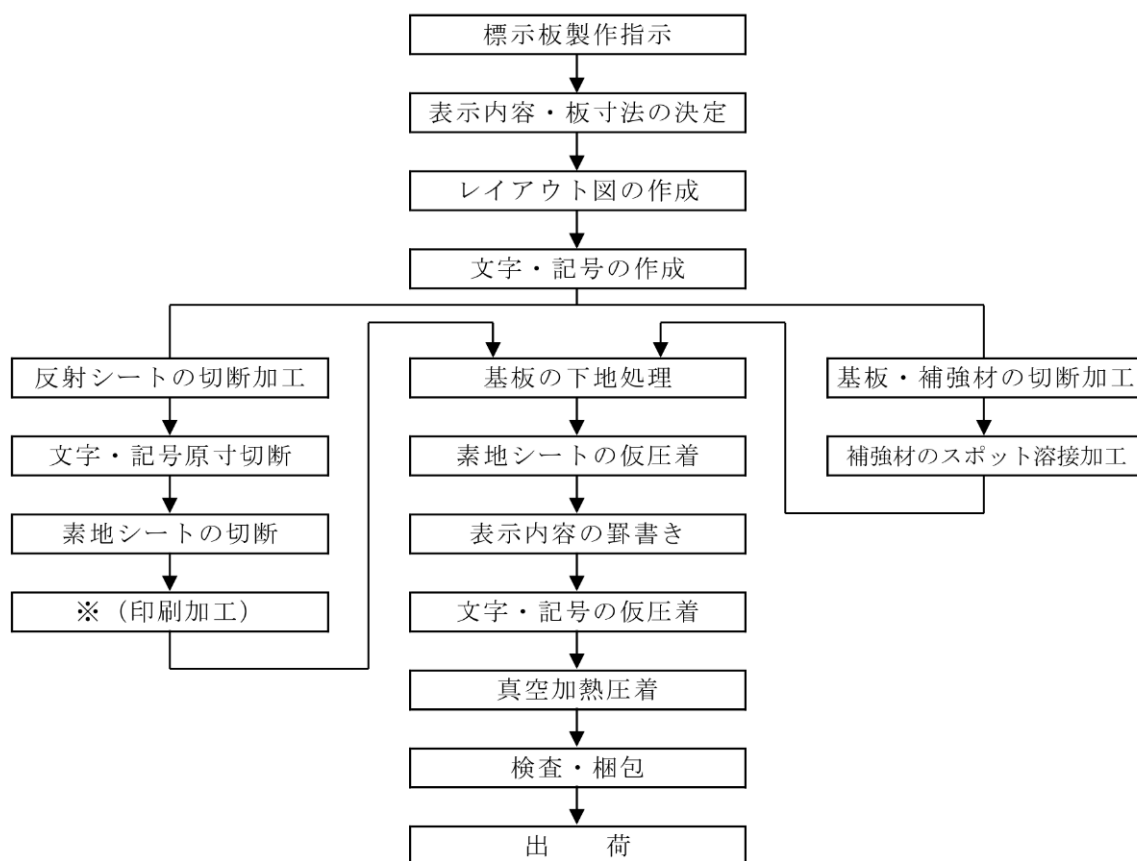 標示板製作指示
表示内容・板寸法の決定
レイアウト図の作成
文字・記号の作成
反射シートの切断加工
文字・記号原寸切断
素地シートの切断
※（印刷加工）
基板の下地処理
素地シートの仮圧着
表示内容の罫書き
文字・記号の仮圧着
真空加熱圧着
検査・梱包
出　　荷
基板・補強材の切断加工
補強材のスポット溶接加工